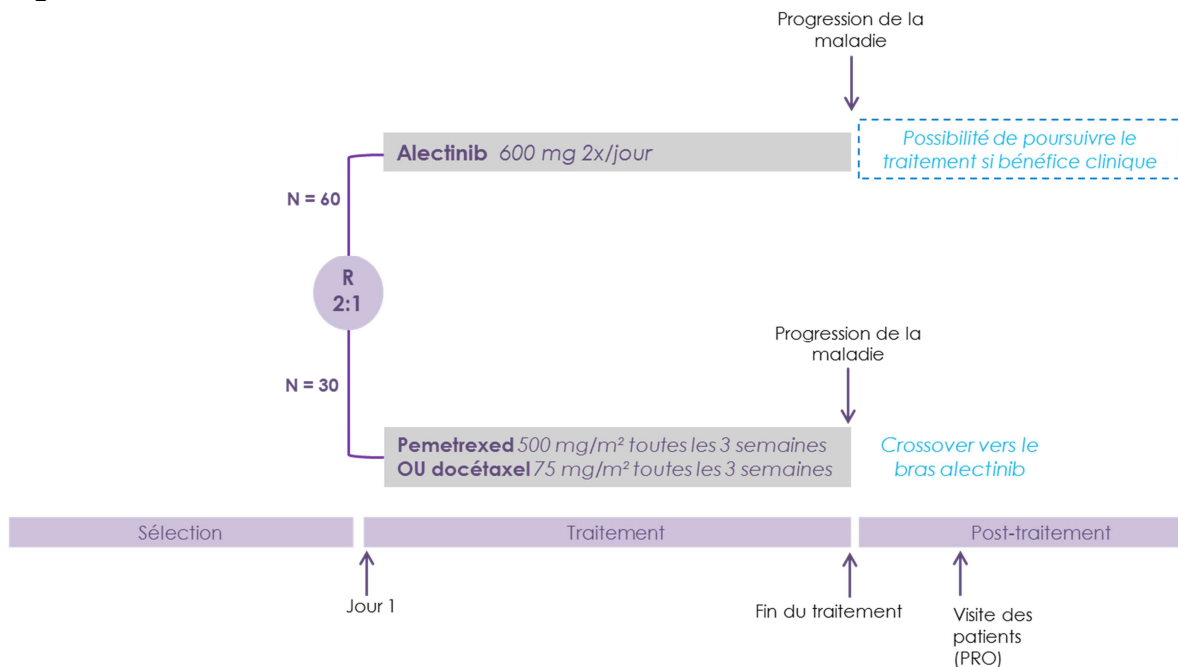 Progression de la
maladie
Alectinib 600 mg 2x/jour
Possibilité de poursuivre le
traitement si bénéfice clinique
N = 60
R
2:1
Progression de la
maladie
N = 30
Pemetrexed 500 mg/m² toutes les 3 semaines
OU docétaxel 75 mg/m² toutes les 3 semaines
Crossover vers le
bras alectinib
Sélection
Traitement
Post-traitement
Jour 1
Fin du traitement
Visite des
patients
(PRO)